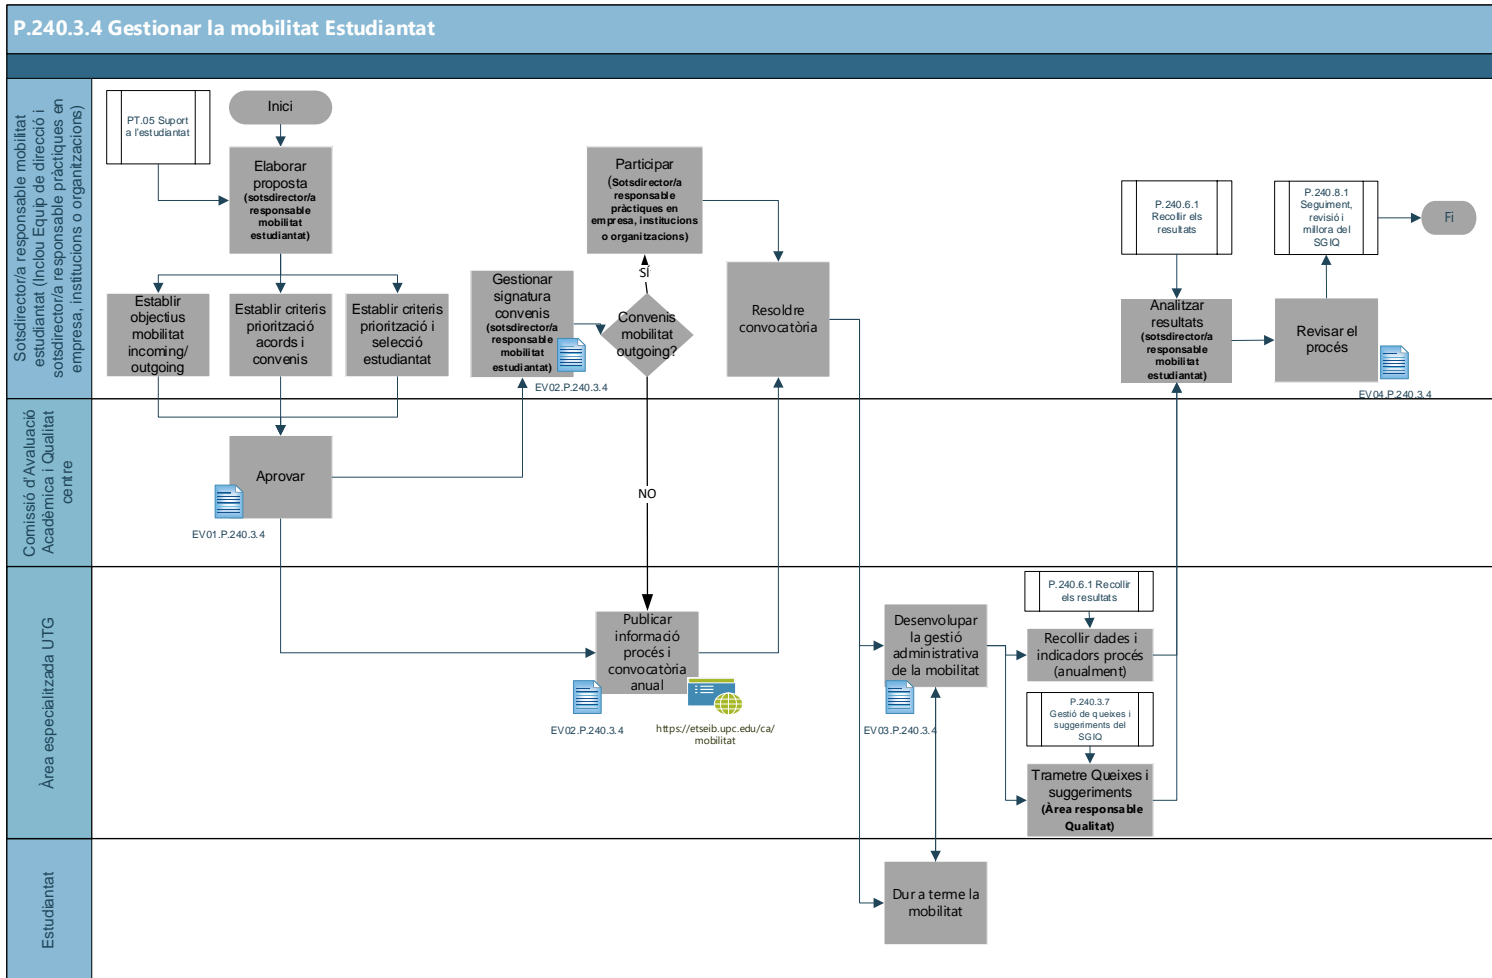 P.240.3.4 Gestionar la mobilitat Estudiantat
Sotsdirector/a responsable mobilitat
estudiantat (Inclou Equip de direcció i
sotsdirector/a responsable pràctiques en
empresa, institucions o organitzacions)
PT.05 Suport
a l'estudiantat
Inici
Elaborar
proposta
(sotsdirector/a
responsable
mobilitat
estudiantat)
Establir
objectius
mobilitat
incoming/
outgoing
Establir criteris
priorització
acords i
convenis
Establir criteris
priorització i
selecció
estudiantat
Gestionar
signatura
convenis
(sotsdirector/a
responsable
mobilitat
estudiantat)
EV02.P.240.3.4
Participar
(Sotsdirector/a
responsable
pràctiques en
empresa, institucions
o organitzacions)
SÍ
Convenis
mobilitat
outgoing?
NO
Resoldre
convocatòria
P.240.6.1
Recollir els
resultats
Analitzar
resultats
(sotsdirector/a
responsable
mobilitat
estudiantat)
P.240.8.1
Seguiment,
revisió i
millora del
SGIQ
Revisar el
procés
EV04.P.240.3.4
Fi
Comissió d'Avaluació
Acadèmica i Qualitat
centre
Aprovar
EV01.P.240.3.4
Àrea especialitzada UTG
Publicar
informació
procés i
convocatòria
anual
EV02.P.240.3.4
https://etseib.upc.edu/ca/
mobilitat
Desenvolupar
la gestió
administrativa
de la mobilitat
EV03.P.240.3.4
P.240.6.1 Recollir
els resultats
Recollir dades i
indicadors procés
(anualment)
P.240.3.7
Gestió de queixes i
suggeriments del
SGIQ
Trametre Queixes i
suggeriments
(Àrea responsable
Qualitat)
Estudiantat
Dur a terme la
mobilitat